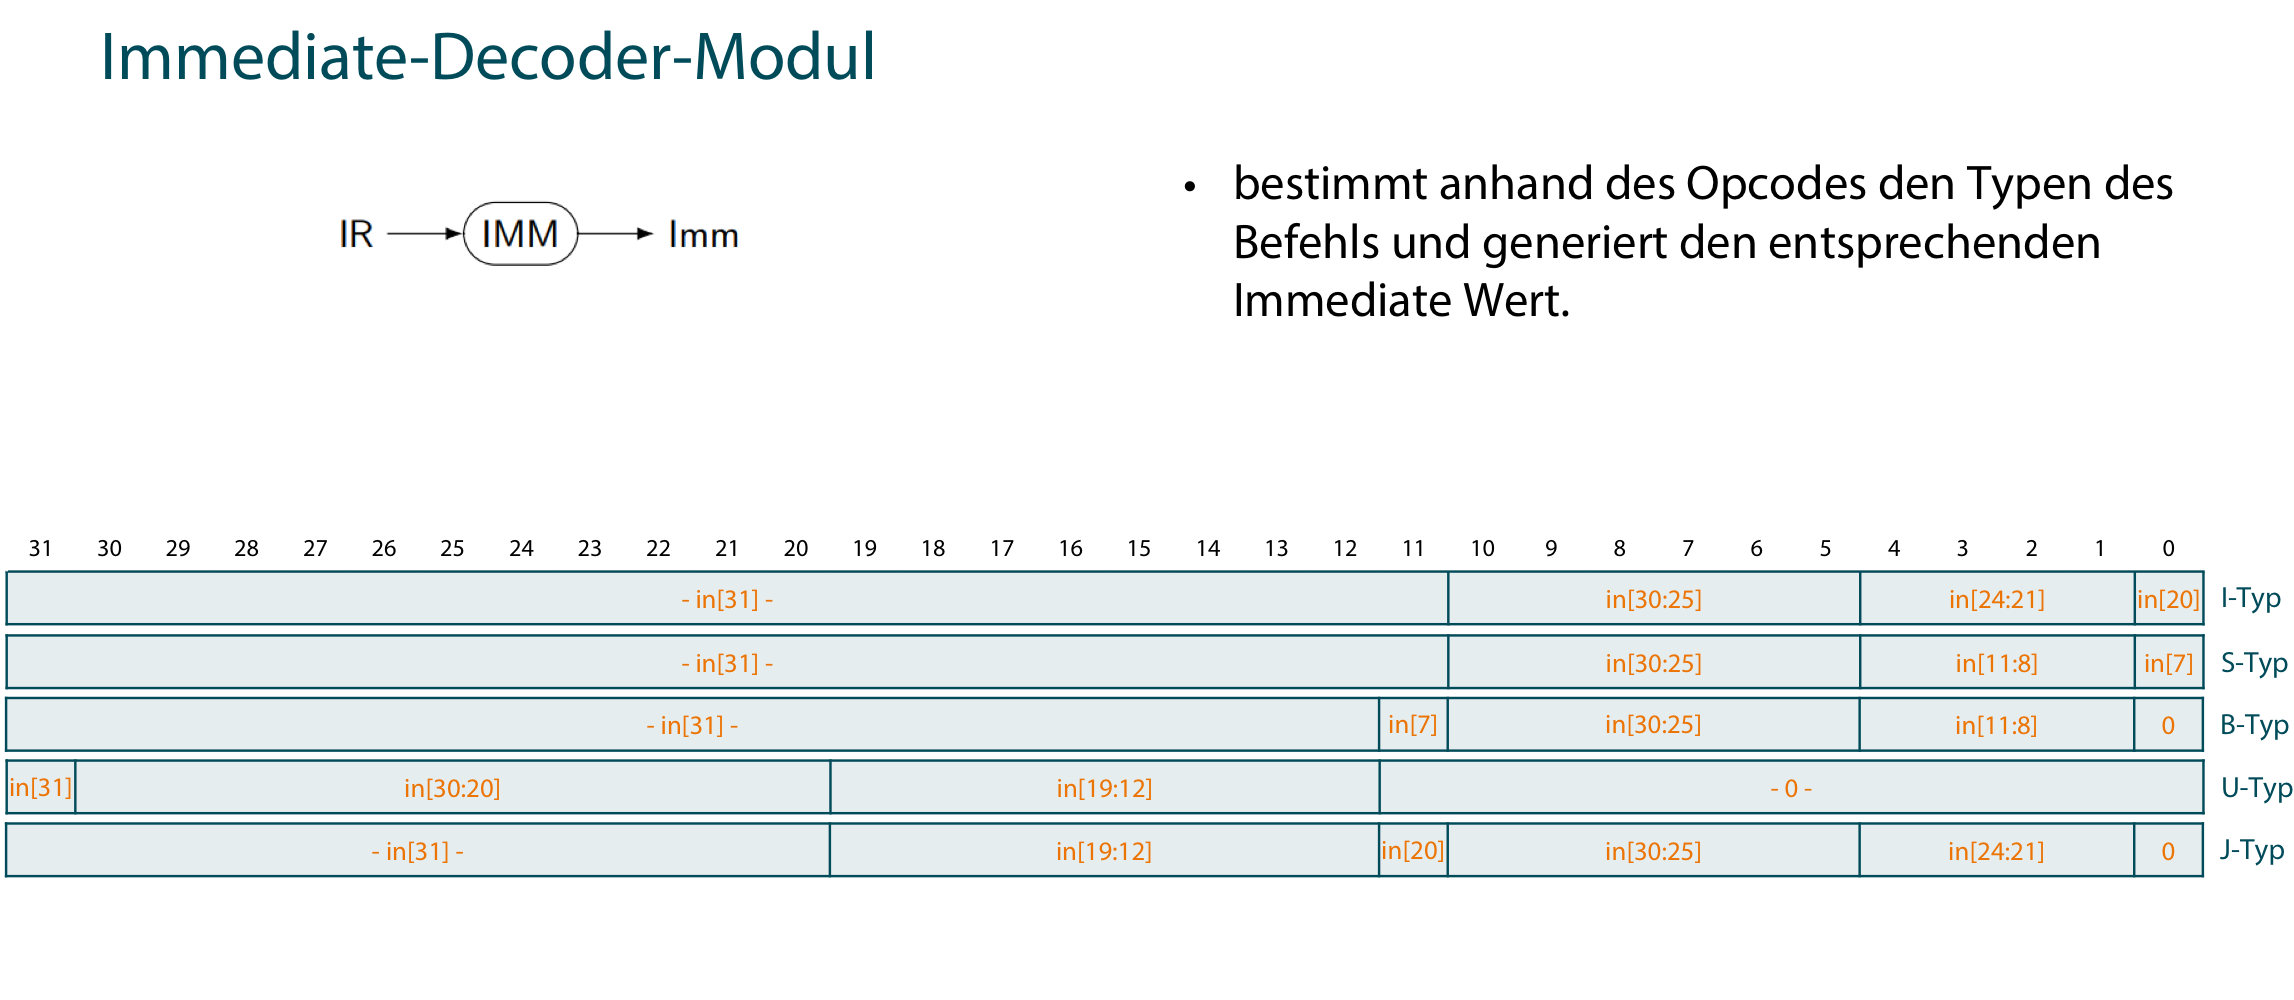 Immediate-Decoder-Modul
IR IMM Imm
• bestimmt anhand des Opcodes den Typen des
Befehls und generiert den entsprechenden
Immediate Wert.
31 30 29 28 27 26 25 24 23 22 21 20 19 18 17 16 15 14 13 12 11 10 9 8 7 6 5 4 3 2 1 0
- in[31] - in[30:25] in[24:21] in[20] I-Typ
- in[31] - in[30:25] in[11:8] in[7] S-Typ
- in[31] - in[7] in[30:25] in[11:8] 0 B-Typ
in[31] in[30:20] in[19:12] - 0 - U-Typ
- in[31] - in[19:12] in[20] in[30:25] in[24:21] 0 J-Typ